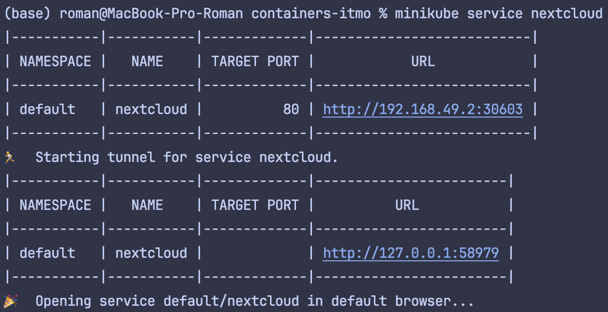 (base) roman@MacBook-Pro-Roman containers-itmo % minikube service nextcloud
|-----------|-----------|-------------|---------------------------|
| NAMESPACE |   NAME    | TARGET PORT |            URL            |
|-----------|-----------|-------------|---------------------------|
| default   | nextcloud |          80 | http://192.168.49.2:30603 |
|-----------|-----------|-------------|---------------------------|
🏃  Starting tunnel for service nextcloud.
|-----------|-----------|-------------|------------------------|
| NAMESPACE |   NAME    | TARGET PORT |          URL           |
|-----------|-----------|-------------|------------------------|
| default   | nextcloud |             | http://127.0.0.1:58979 |
|-----------|-----------|-------------|------------------------|
🎉  Opening service default/nextcloud in default browser...